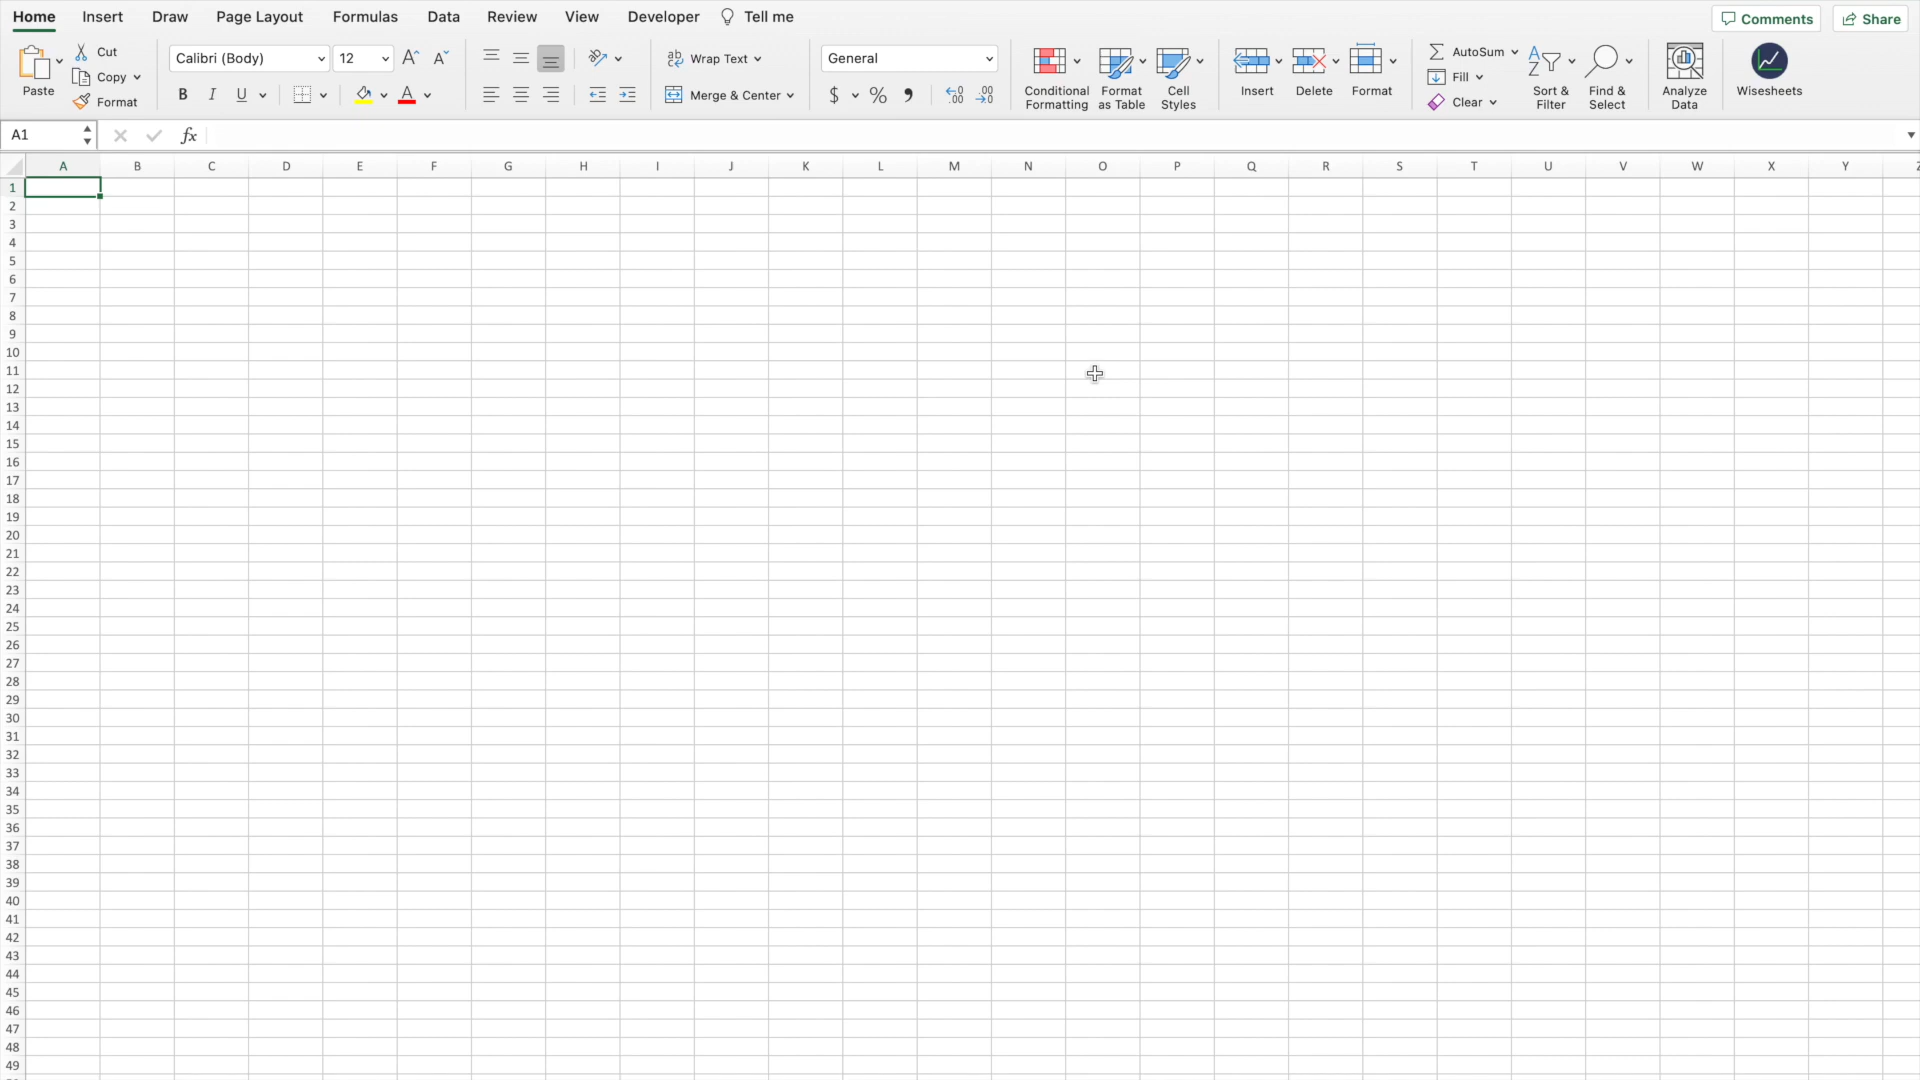 Home Insert Draw Page Layout Formulas Data Review View Developer Tell me Comments Share
Paste Cut Copy Format
Calibri (Body) 12 A A
B I U A
ab Wrap Text
Merge & Center
General
$ % , .00 .00
Conditional Formatting
Format as Table
Cell Styles
Insert Delete Format
AutoSum
Fill
Clear
Sort & Filter
Find & Select
Analyze Data
Wisesheets
A1 fx
A B C D E F G H I J K L M N O P Q R S T U V W X Y
1
2
3
4
5
6
7
8
9
10
11
12
13
14
15
16
17
18
19
20
21
22
23
24
25
26
27
28
29
30
31
32
33
34
35
36
37
38
39
40
41
42
43
44
45
46
47
48
49